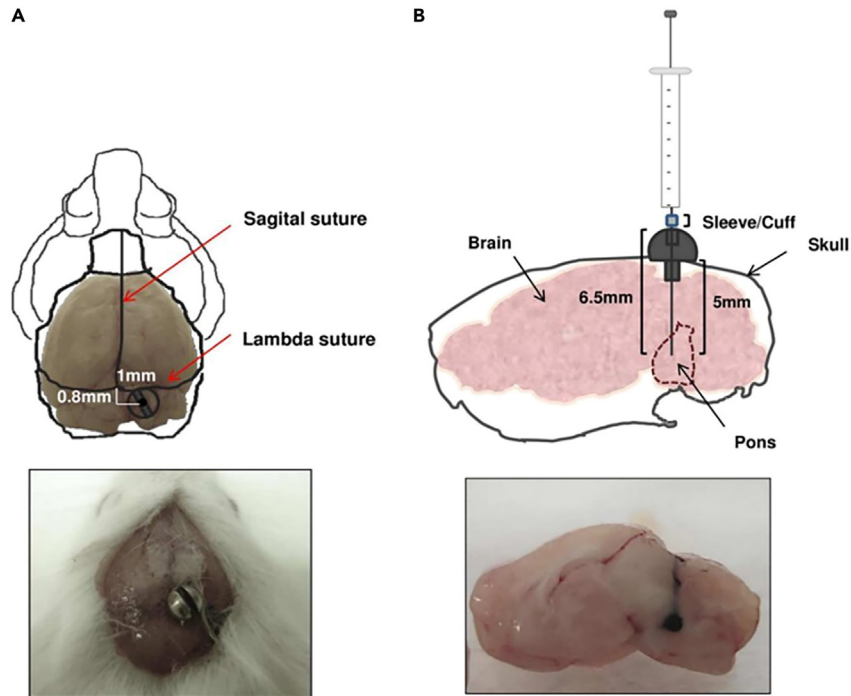 A
Sagital suture
Lambda suture
1mm
0.8mm
B
Sleeve/Cuff
Brain
Skull
6.5mm
5mm
Pons